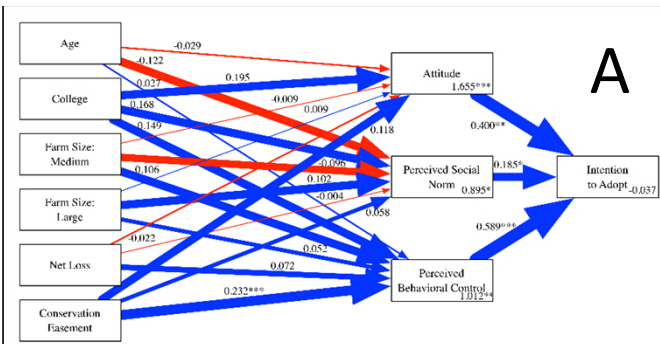 Age
College
Farm Size:
Medium
Farm Size:
Large
Net Loss
Conservation
Easement
-0.029
-0.122
0.027
0.195
0.168
-0.009
0.009
0.149
0.118
0.106
-0.096
0.102
-0.004
0.058
-0.022
0.052
0.072
0.232***
Attitude
1.655***
Perceived Social
Norm
0.895*
Perceived
Behavioral Control
1.012**
0.400**
0.185*
0.589***
Intention
to Adopt
-0.037
A